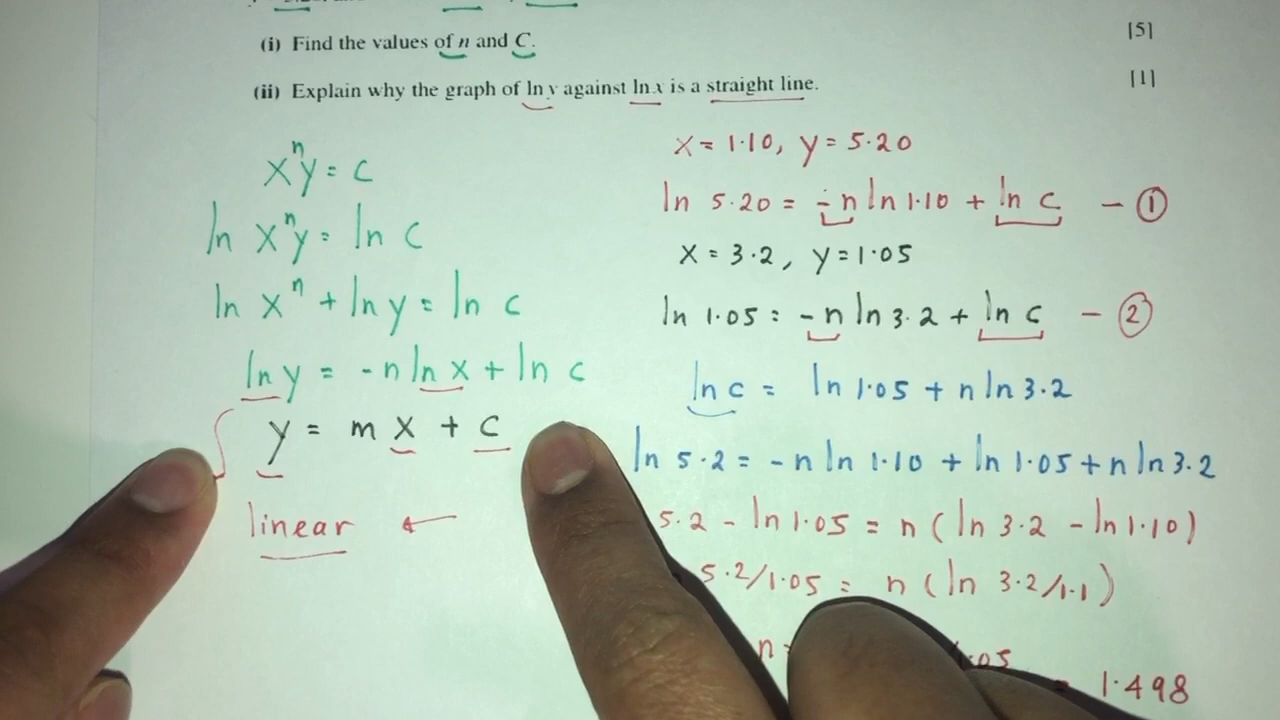 (i) Find the values of n and C. [5]
(ii) Explain why the graph of ln y against ln x is a straight line. [1]
xⁿy = c
ln xⁿy = ln c
ln xⁿ + ln y = ln c
ln y = -n ln x + ln c
y = m x + c
linear ←
x = 1.10, y = 5.20
ln 5.20 = -n ln 1.10 + ln c - ①
x = 3.2, y = 1.05
ln 1.05 = -n ln 3.2 + ln c - ②
ln c = ln 1.05 + n ln 3.2
ln 5.2 = -n ln 1.10 + ln 1.05 + n ln 3.2
5.2 - ln 1.05 = n (ln 3.2 - ln 1.10)
5.2/1.05 = n (ln 3.2/1.1)
n =
= 1.498